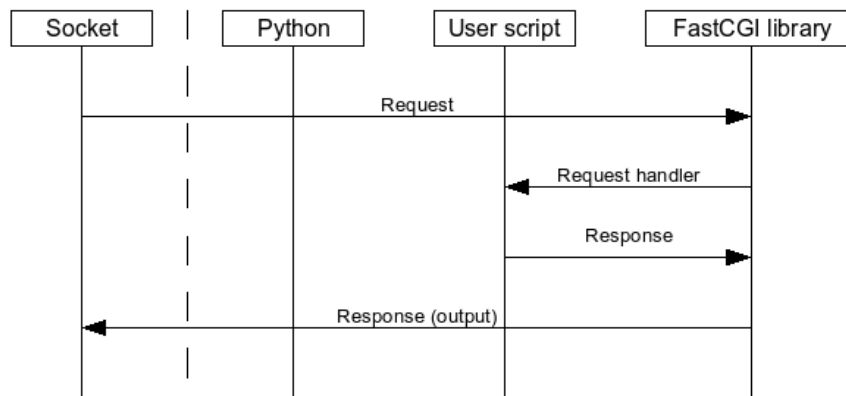 Socket
Python
User script
FastCGI library
Request
Request handler
Response
Response (output)